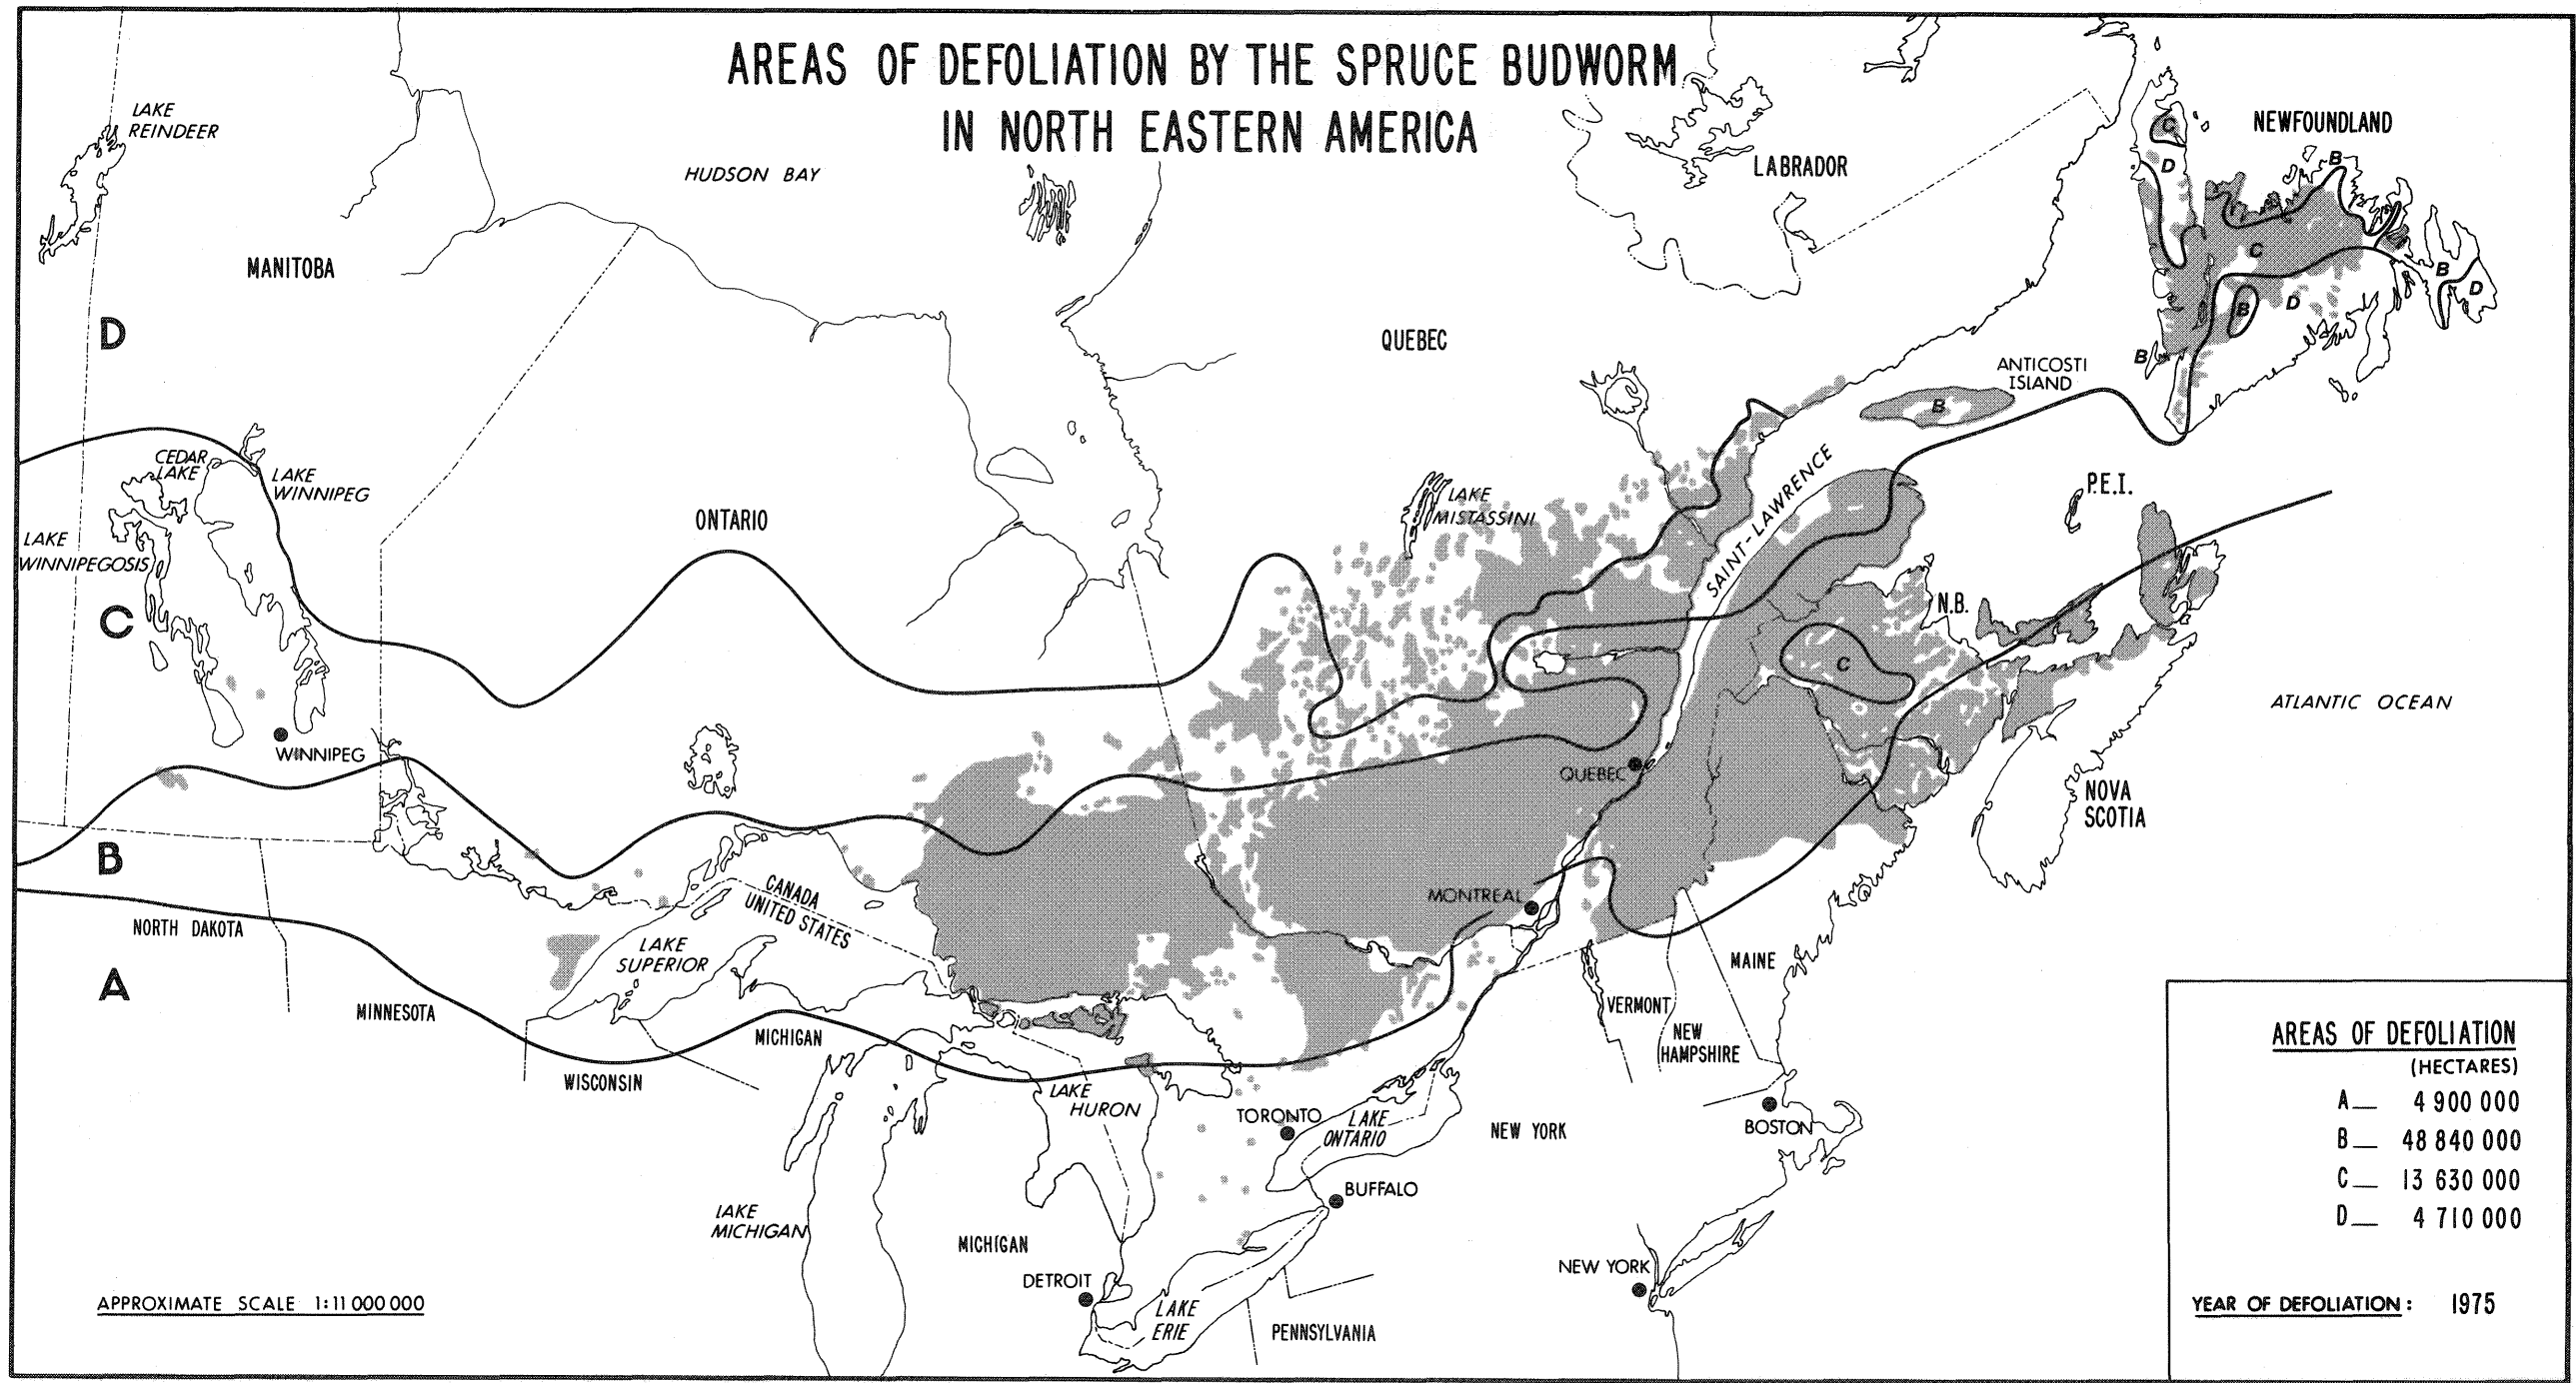 AREAS OF DEFOLIATION BY THE SPRUCE BUDWORM
IN NORTH EASTERN AMERICA
LAKE
REINDEER
HUDSON BAY
MANITOBA
D
LABRADOR
NEWFOUNDLAND
C
D
B
C
B
D
B
D
B
QUEBEC
ANTICOSTI
ISLAND
B
CEDAR
LAKE
LAKE
WINNIPEG
LAKE
WINNIPEGOSIS
ONTARIO
LAKE
MISTASSINI
SAINT-LAWRENCE
P.E.I.
N.B.
C
C
ATLANTIC OCEAN
WINNIPEG
QUEBEC
NOVA
SCOTIA
B
CANADA
UNITED STATES
MONTREAL
NORTH DAKOTA
LAKE
SUPERIOR
A
MINNESOTA
MICHIGAN
WISCONSIN
MAINE
VERMONT
NEW
HAMPSHIRE
LAKE
HURON
TORONTO
LAKE
ONTARIO
NEW YORK
BOSTON
BUFFALO
LAKE
MICHIGAN
MICHIGAN
DETROIT
LAKE
ERIE
PENNSYLVANIA
NEW YORK
APPROXIMATE SCALE 1:11 000 000
AREAS OF DEFOLIATION
(HECTARES)
A— 4 900 000
B— 48 840 000
C— 13 630 000
D— 4 710 000
YEAR OF DEFOLIATION: 1975